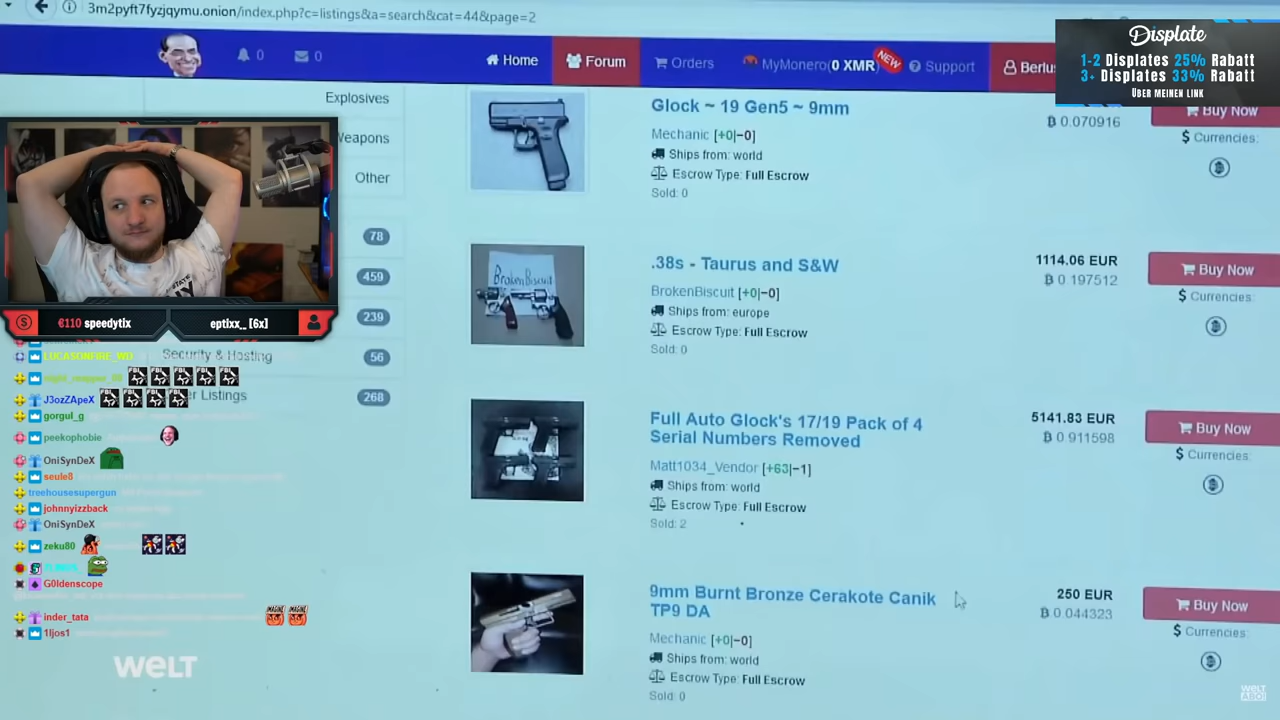 3m2pyft7fyzjqymu.onion/index.php?c=listings&a=search&cat=44&page=2
Displate
1-2 Displates 25% Rabatt
3+ Displates 33% Rabatt
ÜBER MEINEN LINK
0
0
Home
Forum
Orders
MyMonero(0 XMR)
NEW
Support
Berlus
Explosives
Weapons
Other
78
459
239
56
Security & Hosting
268
er Listings
Glock ~ 19 Gen5 ~ 9mm
Mechanic [+0|−0]
Ships from: world
Escrow Type: Full Escrow
Sold: 0
฿ 0.070916
Buy Now
$ Currencies:
BrokenBiscuit
.38s - Taurus and S&W
BrokenBiscuit [+0|−0]
Ships from: europe
Escrow Type: Full Escrow
Sold: 0
1114.06 EUR
฿ 0.197512
Buy Now
$ Currencies:
Full Auto Glock's 17/19 Pack of 4
Serial Numbers Removed
Matt1034_Vendor [+63|−1]
Ships from: world
Escrow Type: Full Escrow
Sold: 2
5141.83 EUR
฿ 0.911598
Buy Now
$ Currencies:
9mm Burnt Bronze Cerakote Canik
TP9 DA
Mechanic [+0|−0]
Ships from: world
Escrow Type: Full Escrow
Sold: 0
250 EUR
฿ 0.044323
Buy Now
$ Currencies:
€110 speedytix
eptixx_ [6x]
LUCASONFIRE_WD
J3ozZApeX
gorgul_g
peekophobie
OniSynDeX
seule8
treehousesupergun
johnnyizzback
OniSynDeX
zeku80
G0ldenscope
inder_tata
1ljos1
WELT